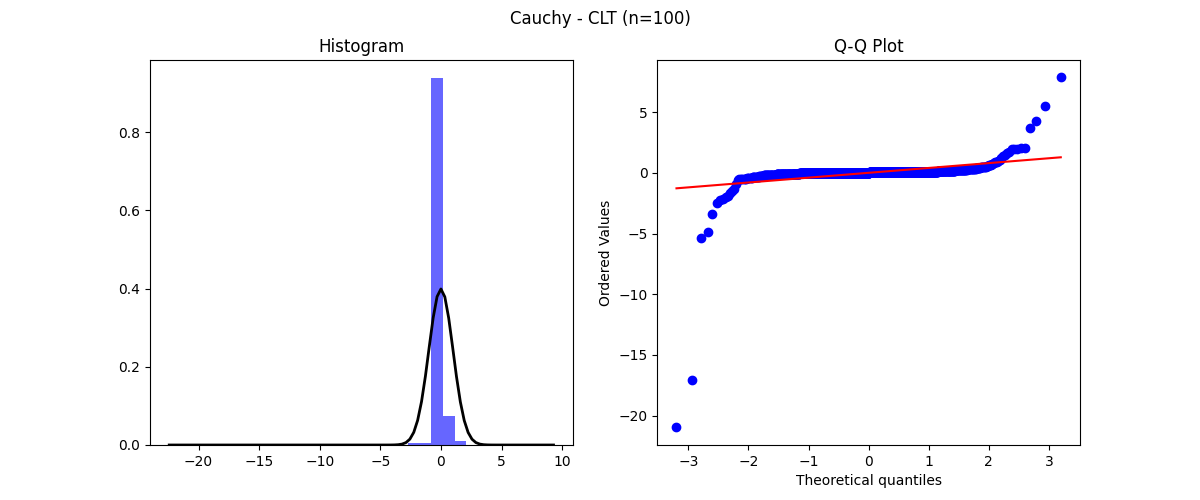 Cauchy - CLT (n=100)
Histogram
0.8
0.6
0.4
0.2
0.0
−20 −15 −10 −5 0 5 10
Q-Q Plot
Ordered Values
5
0
−5
−10
−15
−20
−3 −2 −1 0 1 2 3
Theoretical quantiles